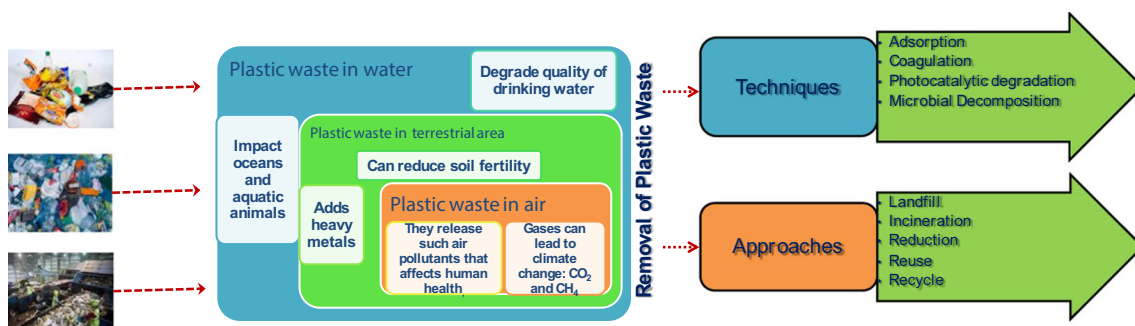 Plastic waste in water
Degrade quality of
drinking water
Impact
oceans
and
aquatic
animals
Plastic waste in terrestrial area
Can reduce soil fertility
Adds
heavy
metals
Plastic waste in air
They release
such air
pollutants that
affects human
health
Gases can
lead to
climate
change: CO₂
and CH₄
Removal of Plastic Waste
Techniques
• Adsorption
• Coagulation
• Photocatalytic degradation
• Microbial Decomposition
Approaches
• Landfill
• Incineration
• Reduction
• Reuse
• Recycle